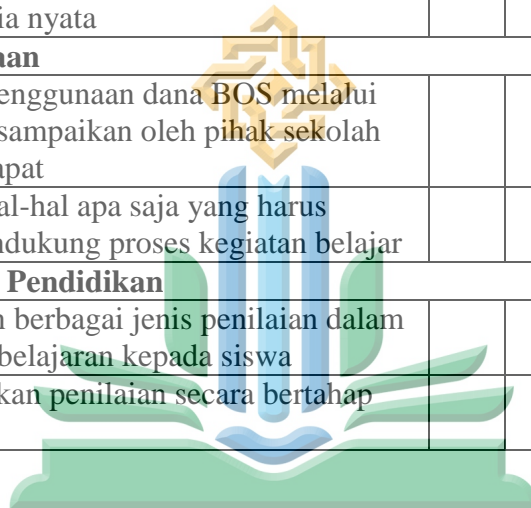 ia nyata
aan
enggunaan dana BOS melalui
sampaikan oleh pihak sekolah
apat
al-hal apa saja yang harus
ndukung proses kegiatan belajar
Pendidikan
n berbagai jenis penilaian dalam
belajaran kepada siswa
kan penilaian secara bertahap